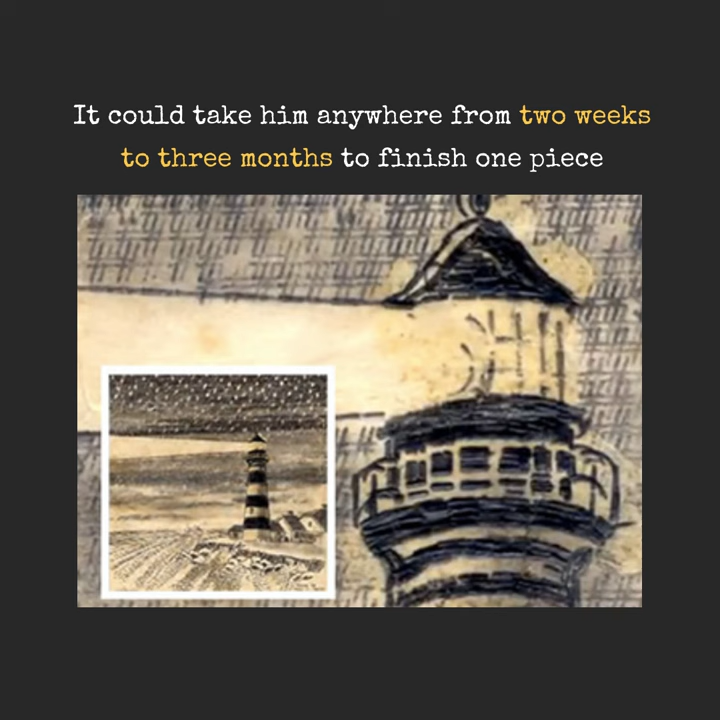 It could take him anywhere from two weeks
to three months to finish one piece